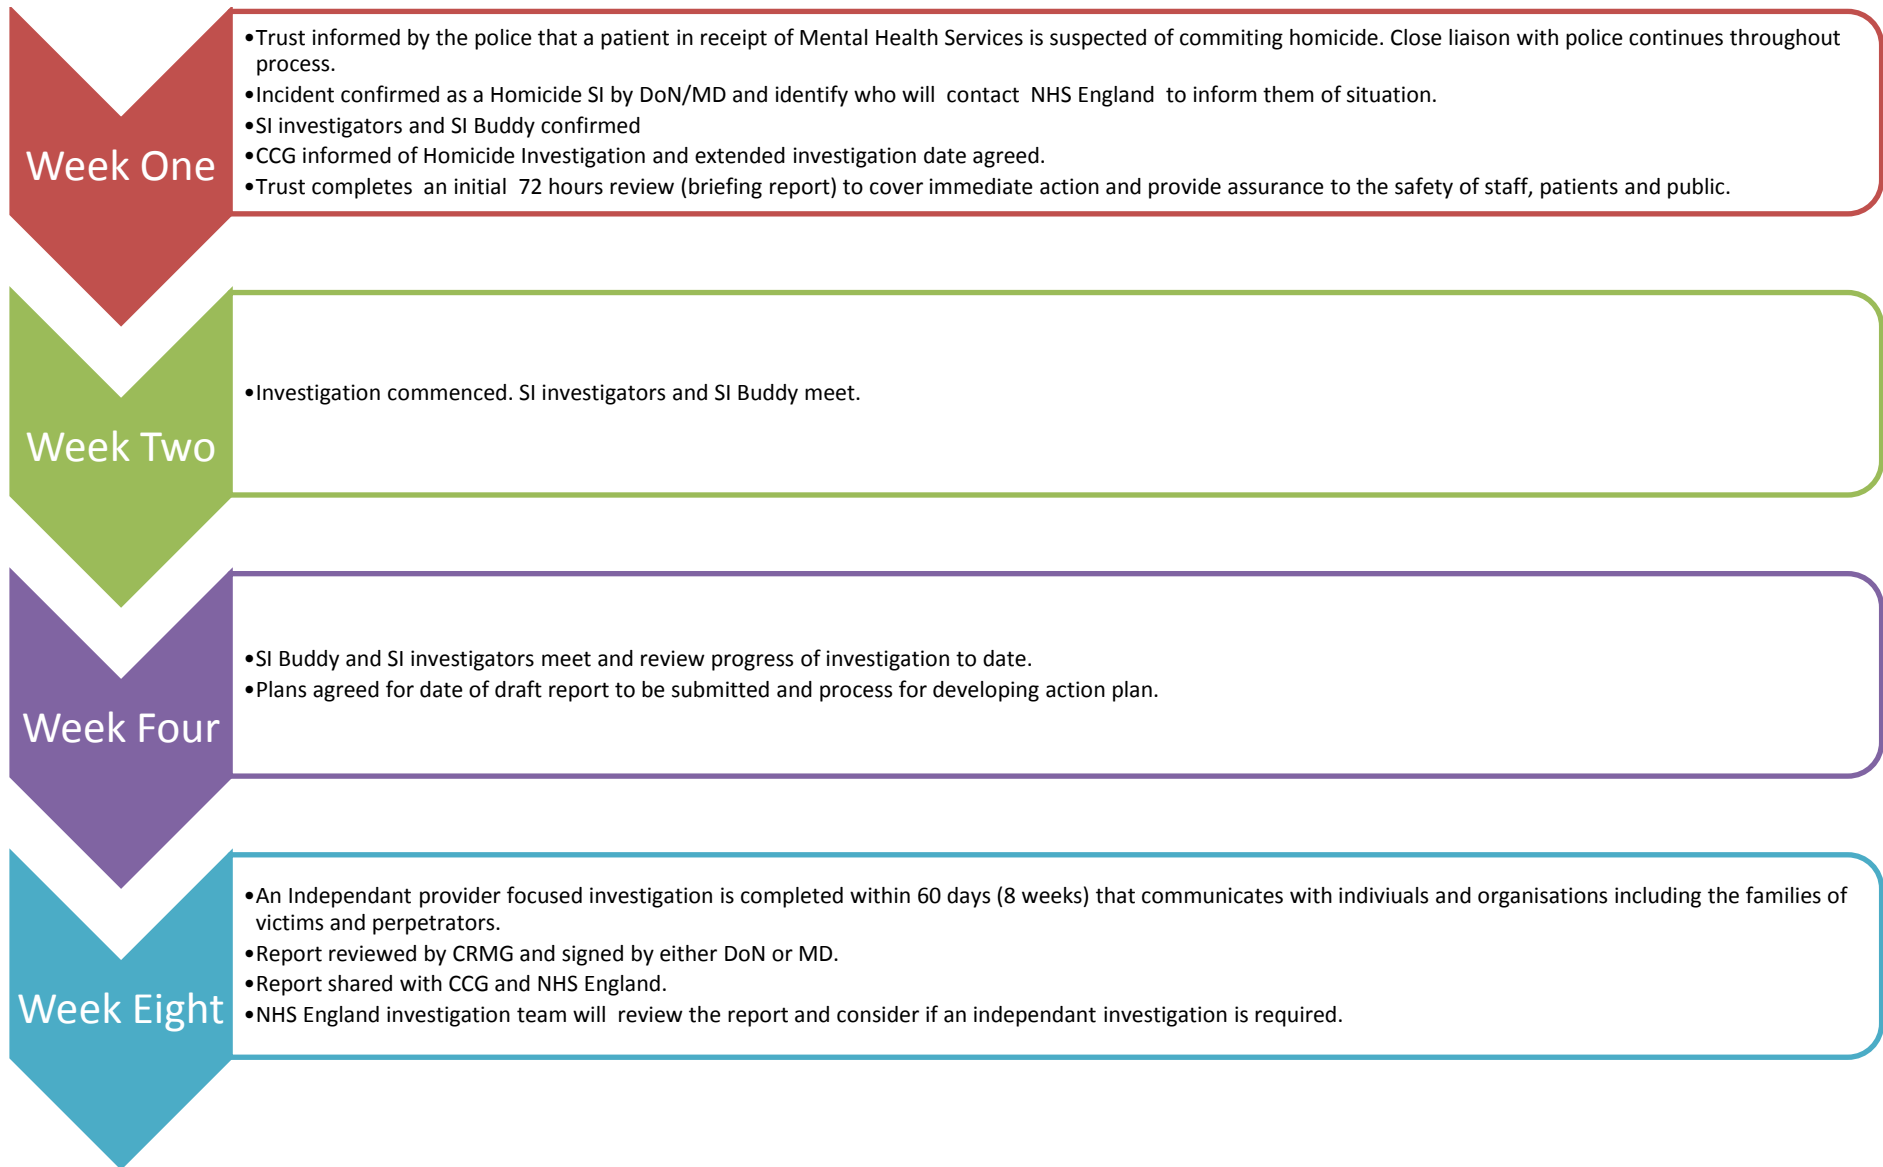 Week One
•Trust informed by the police that a patient in receipt of Mental Health Services is suspected of commiting homicide. Close liaison with police continues throughout
process.
•Incident confirmed as a Homicide SI by DoN/MD and identify who will contact NHS England to inform them of situation.
•SI investigators and SI Buddy confirmed
•CCG informed of Homicide Investigation and extended investigation date agreed.
•Trust completes an initial 72 hours review (briefing report) to cover immediate action and provide assurance to the safety of staff, patients and public.
Week Two
•Investigation commenced. SI investigators and SI Buddy meet.
Week Four
•SI Buddy and SI investigators meet and review progress of investigation to date.
•Plans agreed for date of draft report to be submitted and process for developing action plan.
Week Eight
•An Independant provider focused investigation is completed within 60 days (8 weeks) that communicates with indiviuals and organisations including the families of
victims and perpetrators.
•Report reviewed by CRMG and signed by either DoN or MD.
•Report shared with CCG and NHS England.
•NHS England investigation team will review the report and consider if an independant investigation is required.